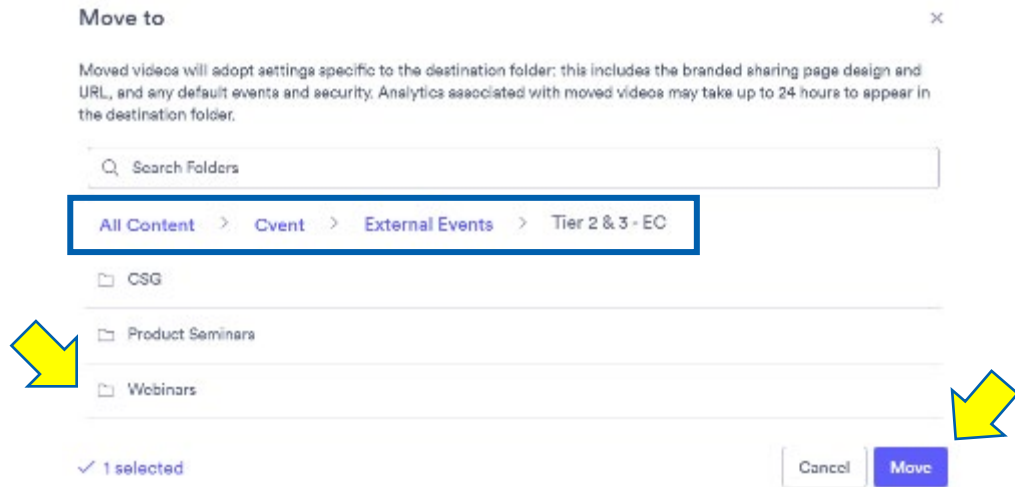 Move to
Moved videos will adopt settings specific to the destination folder: this includes the branded sharing page design and
URL, and any default events and security. Analytics associated with moved videos may take up to 24 hours to appear in
the destination folder.
Search Folders
All Content > Cvent > External Events > Tier 2 & 3 - EC
CSG
Product Seminars
Webinars
1 selected
Cancel
Move